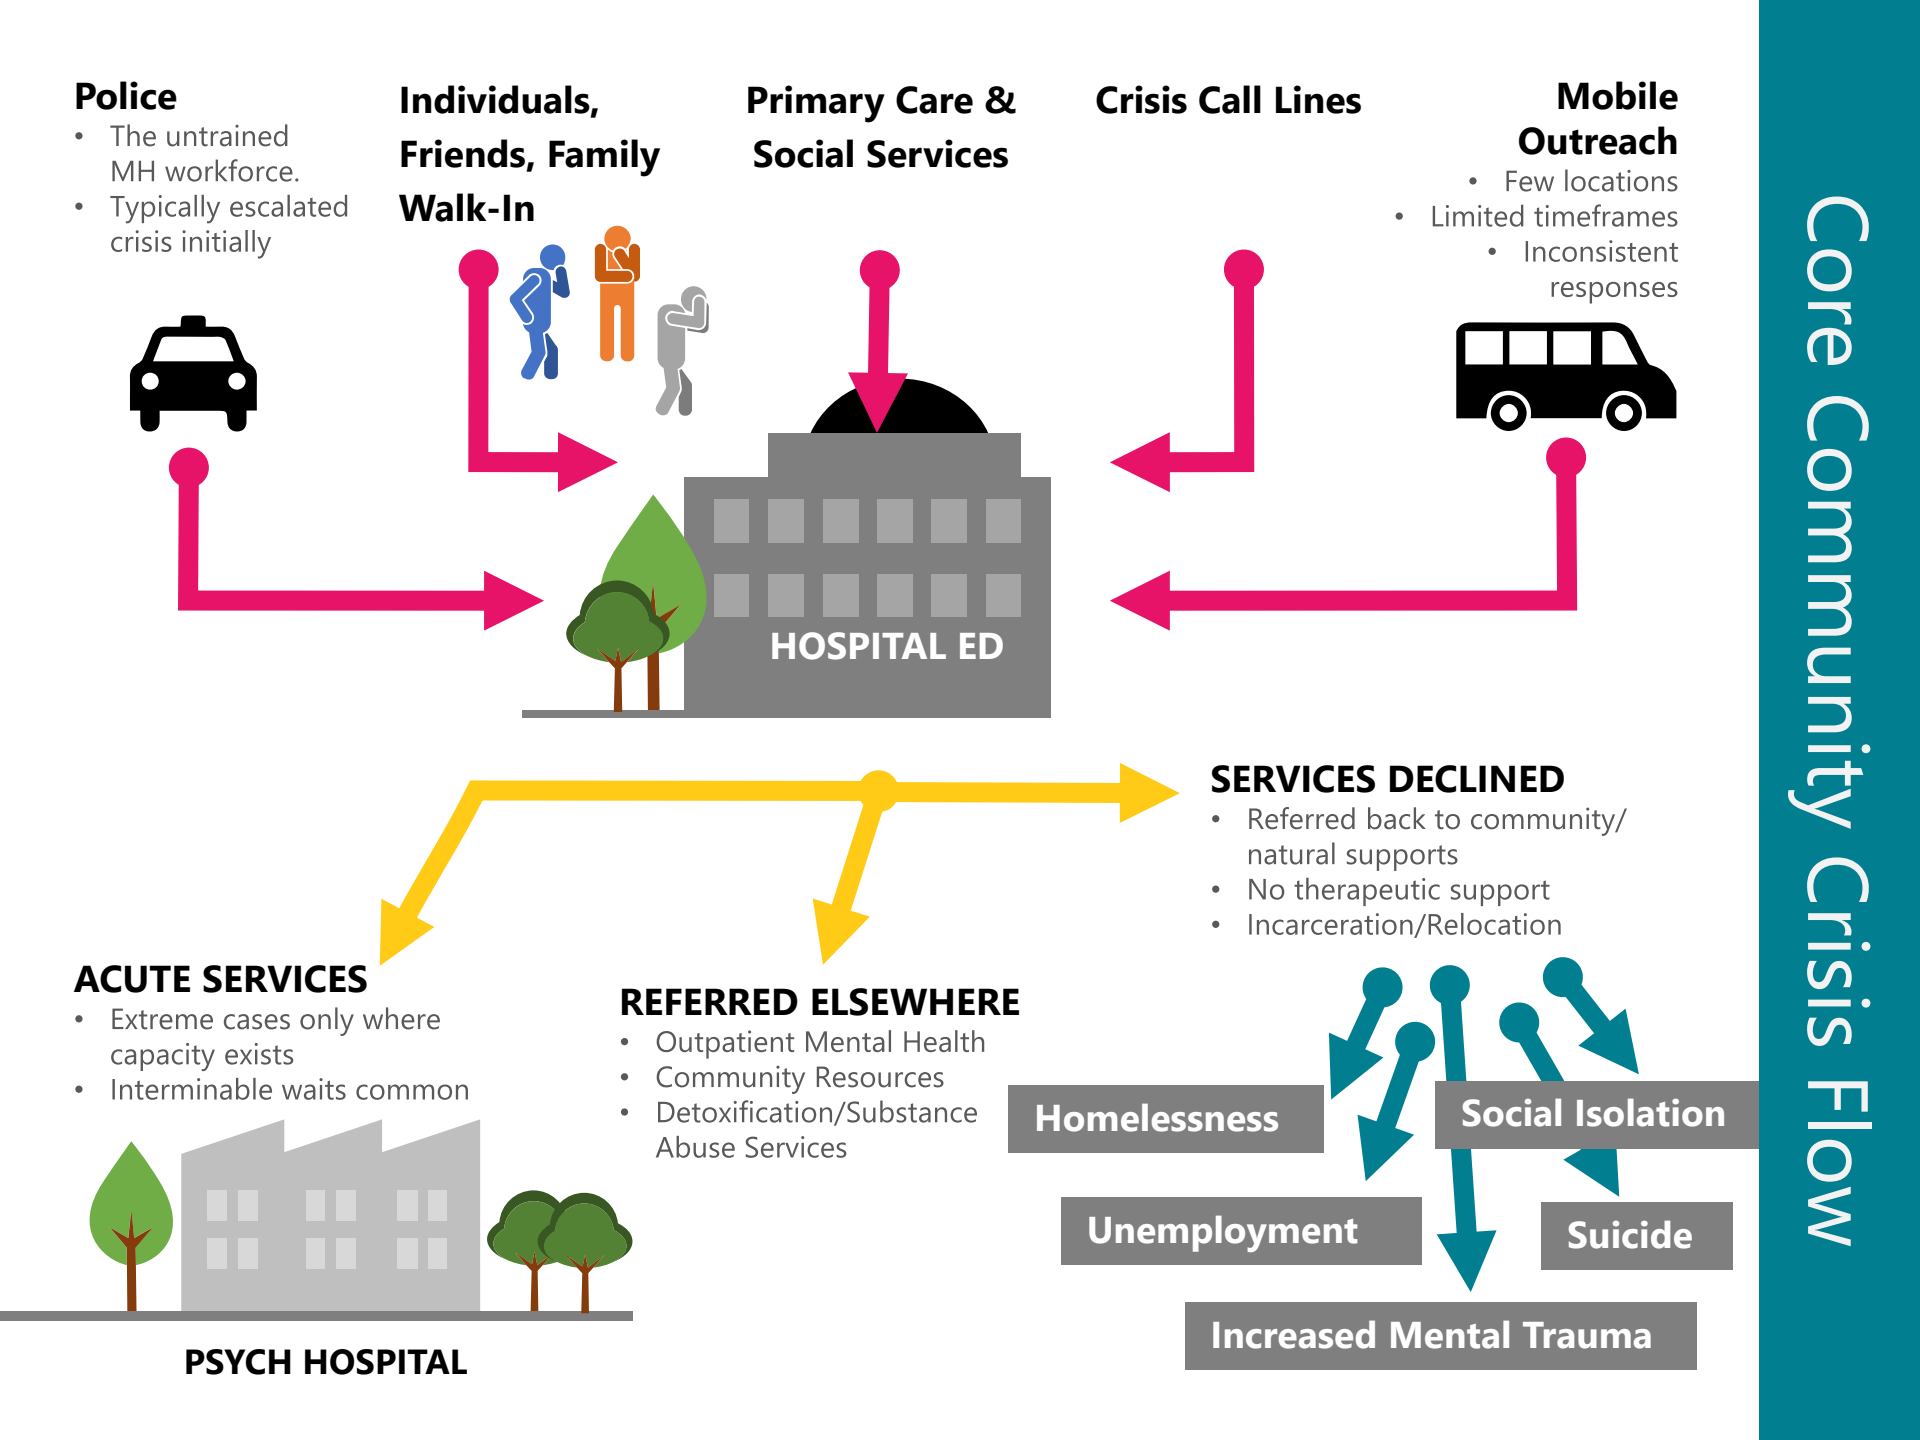 Police
• The untrained
MH workforce.
• Typically escalated
crisis initially
Individuals,
Friends, Family
Walk-In
Primary Care &
Social Services
Crisis Call Lines
Mobile
Outreach
• Few locations
• Limited timeframes
• Inconsistent
responses
HOSPITAL ED
SERVICES DECLINED
• Referred back to community/
natural supports
• No therapeutic support
• Incarceration/Relocation
ACUTE SERVICES
• Extreme cases only where
capacity exists
• Interminable waits common
REFERRED ELSEWHERE
• Outpatient Mental Health
• Community Resources
• Detoxification/Substance
Abuse Services
Homelessness
Social Isolation
Unemployment
Suicide
Increased Mental Trauma
PSYCH HOSPITAL
Core Community Crisis Flow